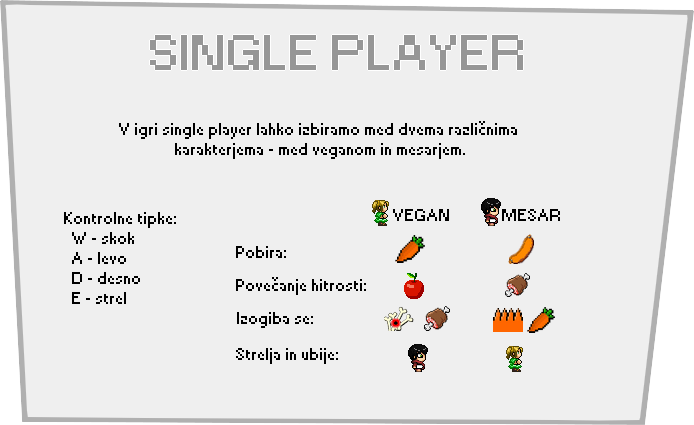 SINGLE PLAYER
V igri single player lahko izbiramo med dvema različnima
karakterjema - med veganom in mesarjem.
Kontrolne tipke:
W - skok
A - levo
D - desno
E - strel
VEGAN MESAR
Pobira:
Povečanje hitrosti:
Izogiba se:
Strelja in ubije: